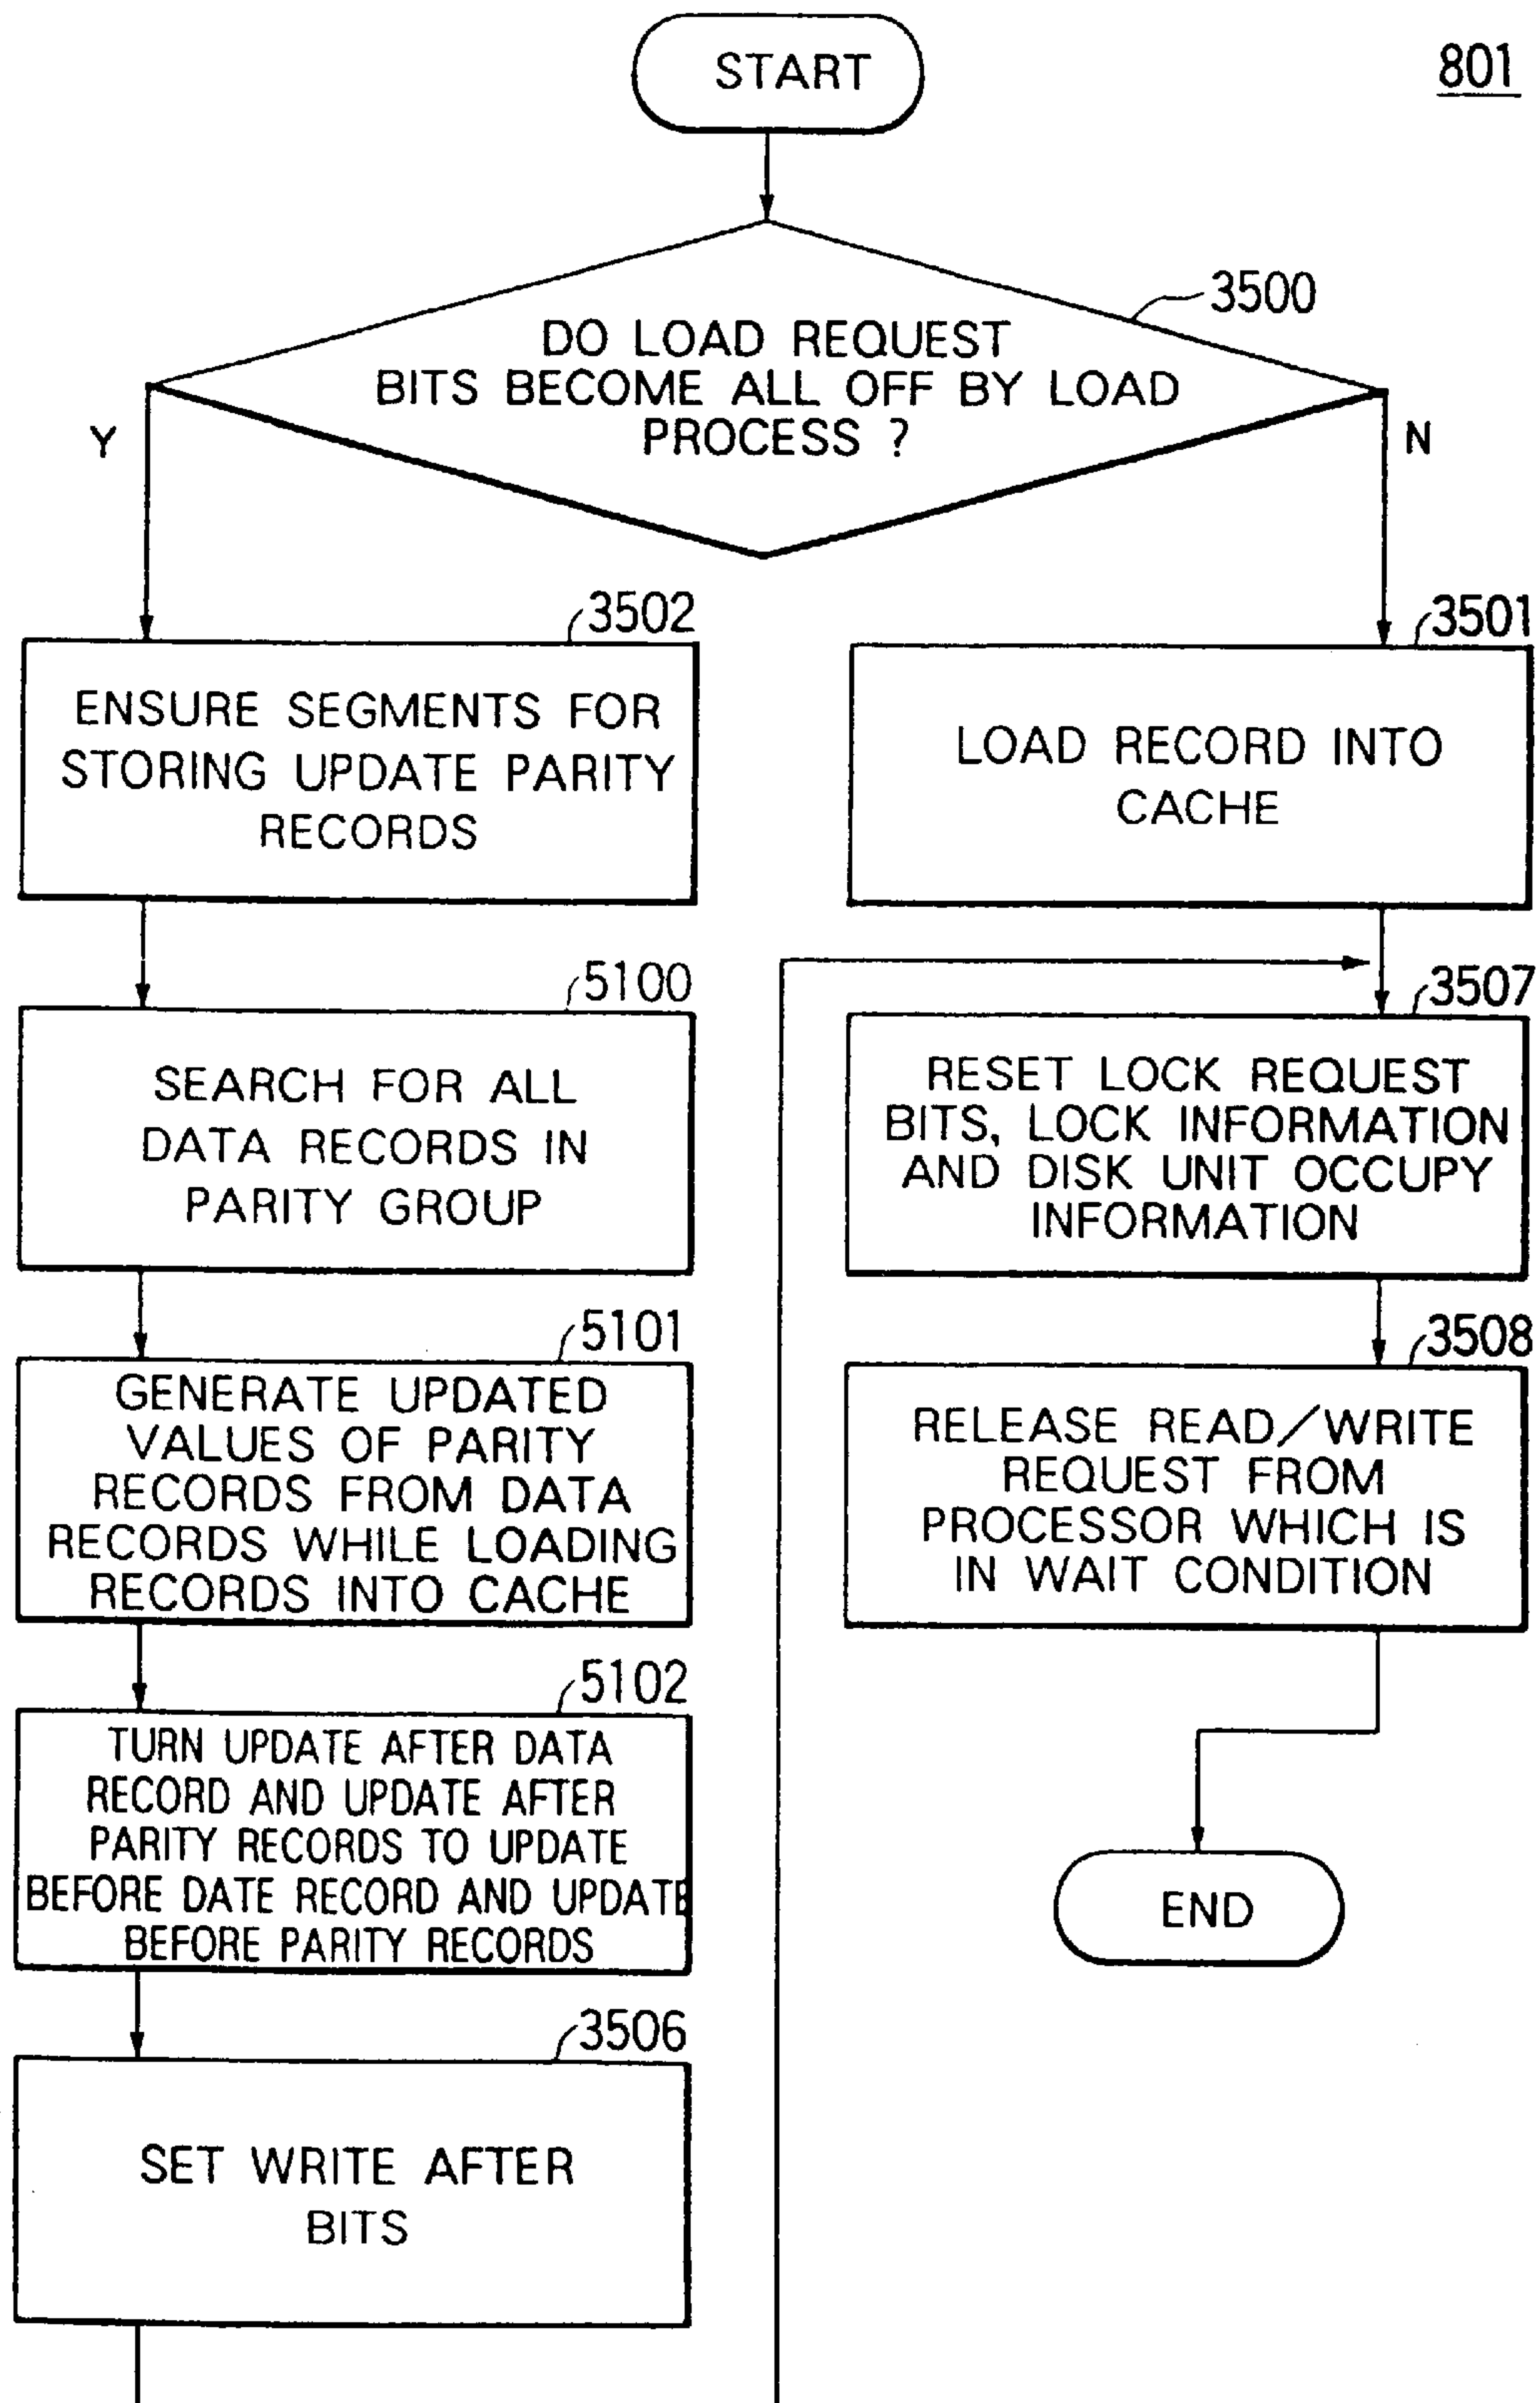 START
801
3500
DO LOAD REQUEST
BITS BECOME ALL OFF BY LOAD
PROCESS ?
Y
N
3502
ENSURE SEGMENTS FOR
STORING UPDATE PARITY
RECORDS
3501
LOAD RECORD INTO
CACHE
5100
SEARCH FOR ALL
DATA RECORDS IN
PARITY GROUP
3507
RESET LOCK REQUEST
BITS, LOCK INFORMATION
AND DISK UNIT OCCUPY
INFORMATION
5101
GENERATE UPDATED
VALUES OF PARITY
RECORDS FROM DATA
RECORDS WHILE LOADING
RECORDS INTO CACHE
3508
RELEASE READ/WRITE
REQUEST FROM
PROCESSOR WHICH IS
IN WAIT CONDITION
5102
TURN UPDATE AFTER DATA
RECORD AND UPDATE AFTER
PARITY RECORDS TO UPDATE
BEFORE DATE RECORD AND UPDATE
BEFORE PARITY RECORDS
END
3506
SET WRITE AFTER
BITS